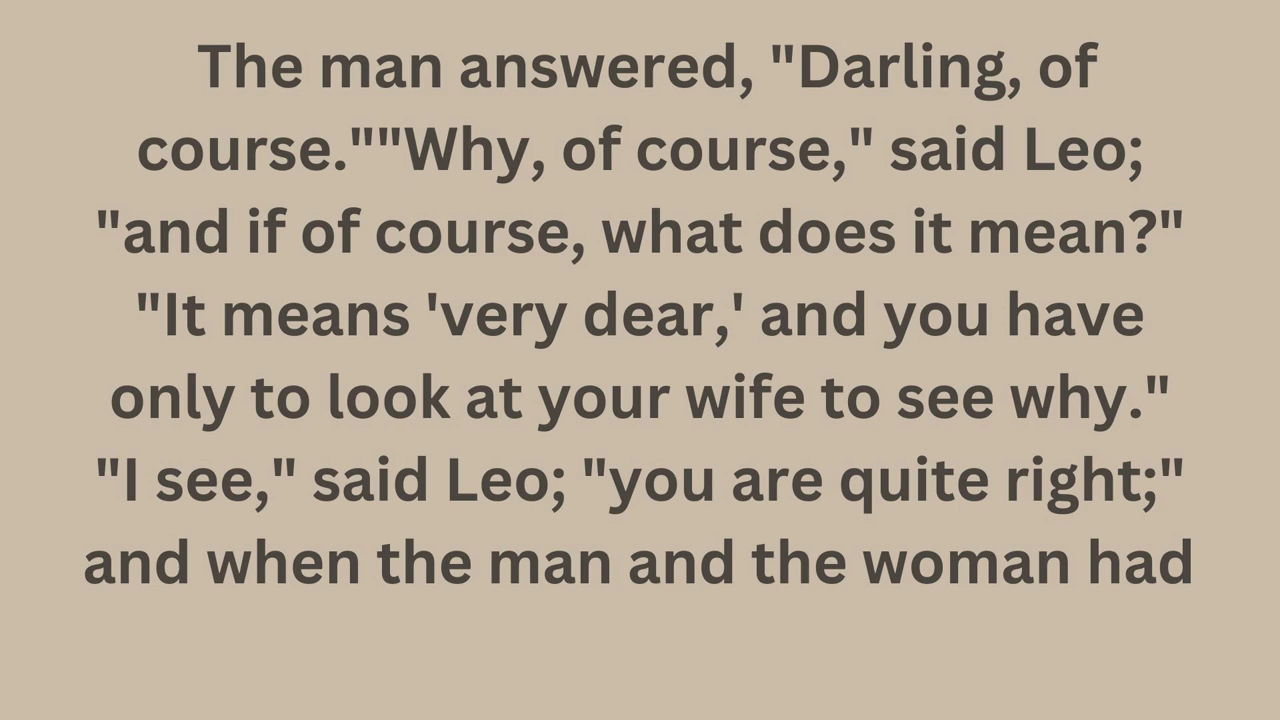 The man answered, "Darling, of
course.""Why, of course," said Leo;
"and if of course, what does it mean?"
"It means 'very dear,' and you have
only to look at your wife to see why."
"I see," said Leo; "you are quite right;"
and when the man and the woman had